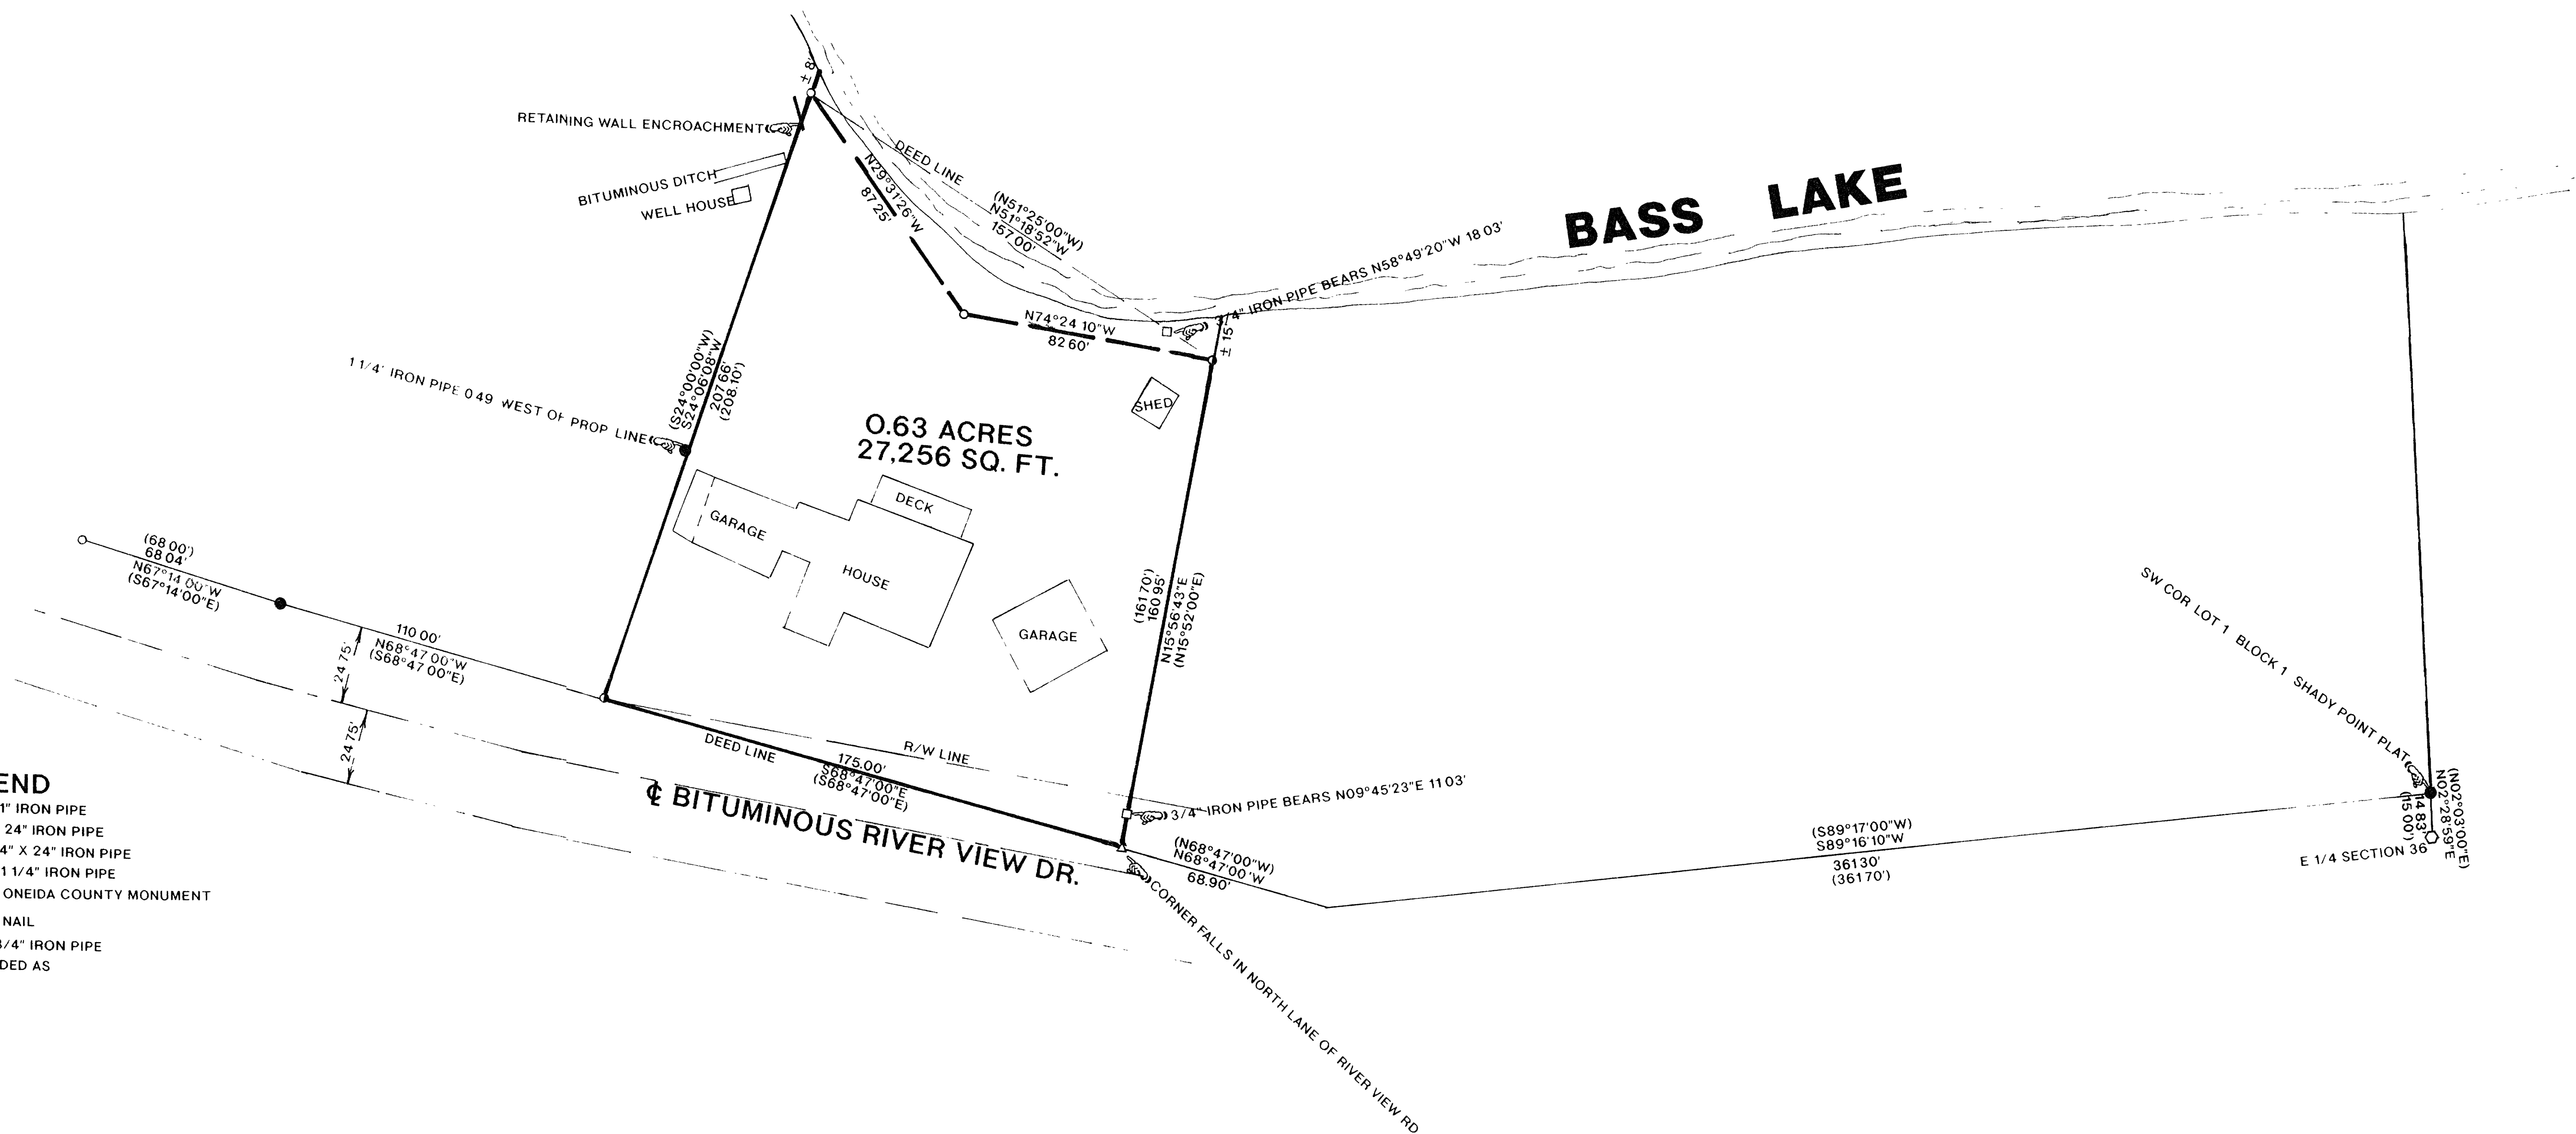 ± 8'
RETAINING WALL ENCROACHMENT
BITUMINOUS DITCH
WELL HOUSE
DEED LINE
N29°31'26"W
87 25'
(N51°25'00"W)
N51°18'52"W
157 00'
BASS LAKE
3/4" IRON PIPE BEARS N58°49'20"W 18 03'
± 15'
N74°24 10"W
82 60'
SHED
(S24°00'00"W)
S24°06'08"W
207 66'
(208.10')
1 1/4' IRON PIPE 0 49 WEST OF PROP LINE
0.63 ACRES
27,256 SQ. FT.
DECK
GARAGE
HOUSE
GARAGE
(161 70')
160 95'
N15°56'43"E
(N15°52'00"E)
(68 00')
68 04'
N67°14 00"W
(S67°14'00"E)
110 00'
N68°47 00"W
(S68°47 00"E)
24 75'
24 75'
DEED LINE
R/W LINE
175.00'
S68°47'00"E
(S68°47'00"E)
℄ BITUMINOUS RIVER VIEW DR.
3/4" IRON PIPE BEARS N09°45'23"E 11 03'
(N68°47'00"W)
N68°47'00'W
68.90'
CORNER FALLS IN NORTH LANE OF RIVER VIEW RD
(S89°17'00"W)
S89°16'10"W
361 30'
(361 70')
SW COR LOT 1 BLOCK 1 SHADY POINT PLAT
(N02°03'00"E)
N02°28'59"E
14 83'
(15 00')
E 1/4 SECTION 36
END
1" IRON PIPE
24" IRON PIPE
4" X 24" IRON PIPE
1 1/4" IRON PIPE
ONEIDA COUNTY MONUMENT
NAIL
3/4" IRON PIPE
DED AS